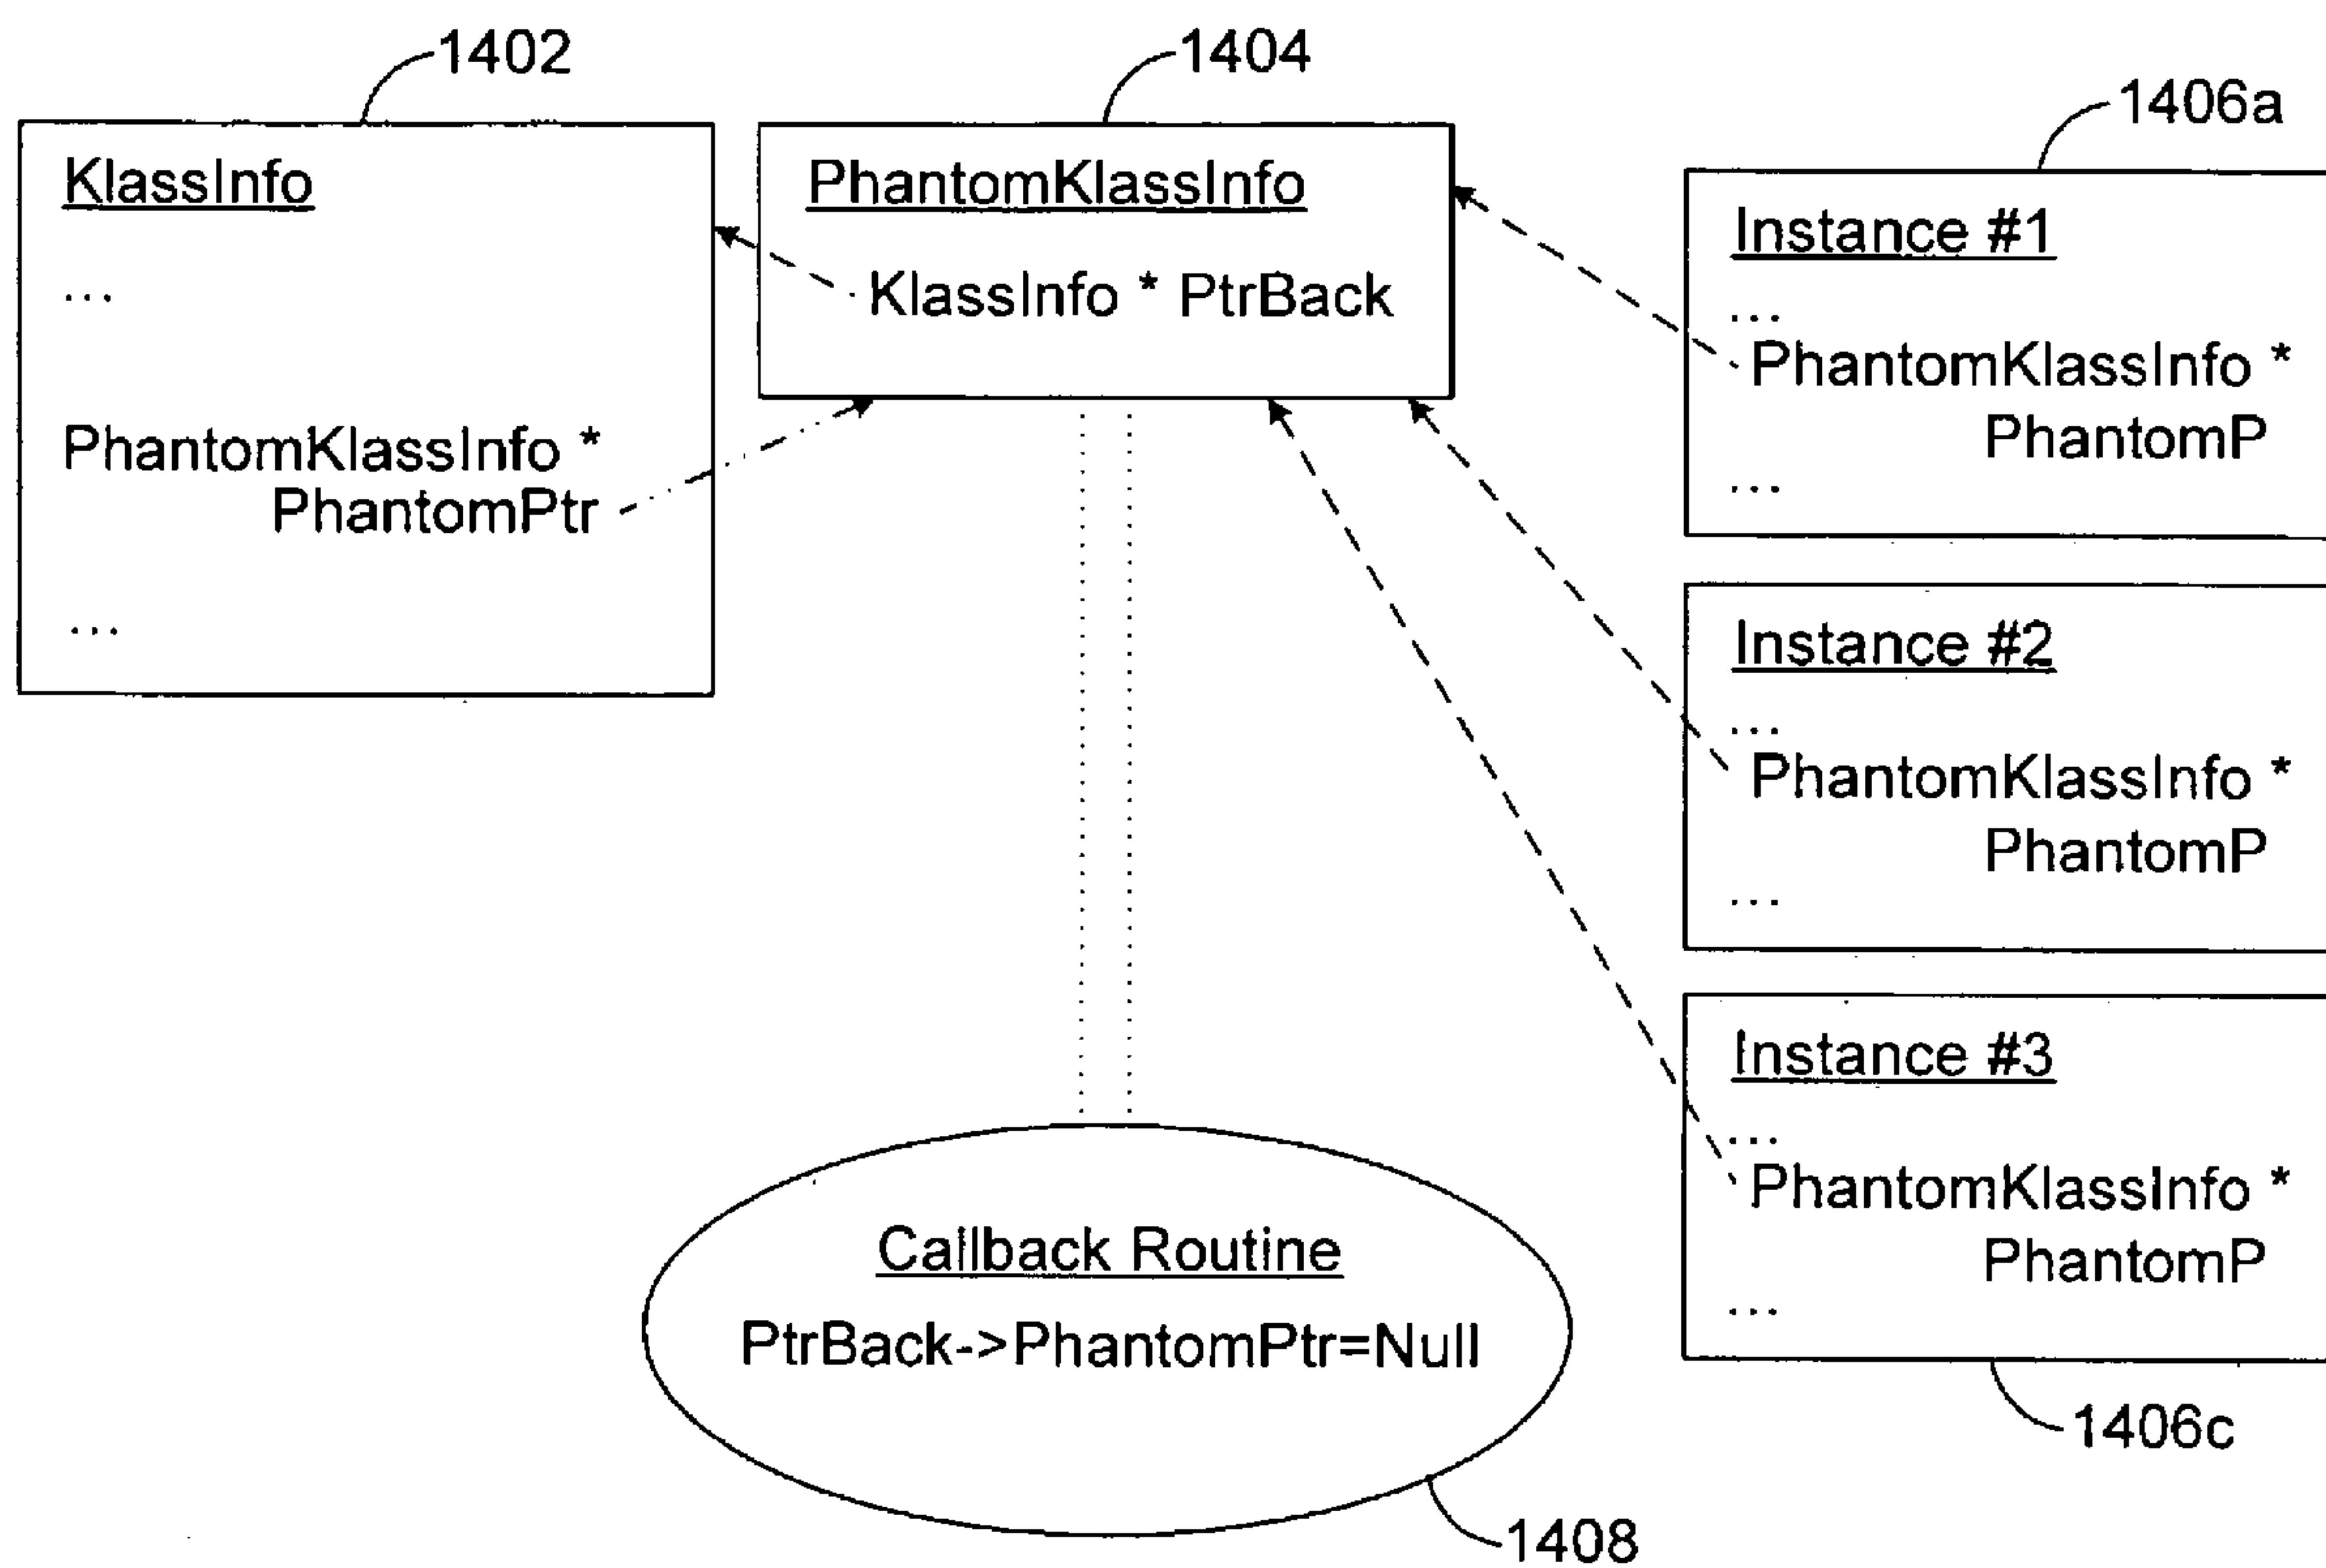 1402
KlassInfo
...
PhantomKlassInfo *
PhantomPtr
...
1404
PhantomKlassInfo
KlassInfo * PtrBack
1406a
Instance #1
...
PhantomKlassInfo *
PhantomP
...
Instance #2
...
PhantomKlassInfo *
PhantomP
...
Instance #3
...
PhantomKlassInfo *
PhantomP
...
1406c
Callback Routine
PtrBack->PhantomPtr=Null
1408